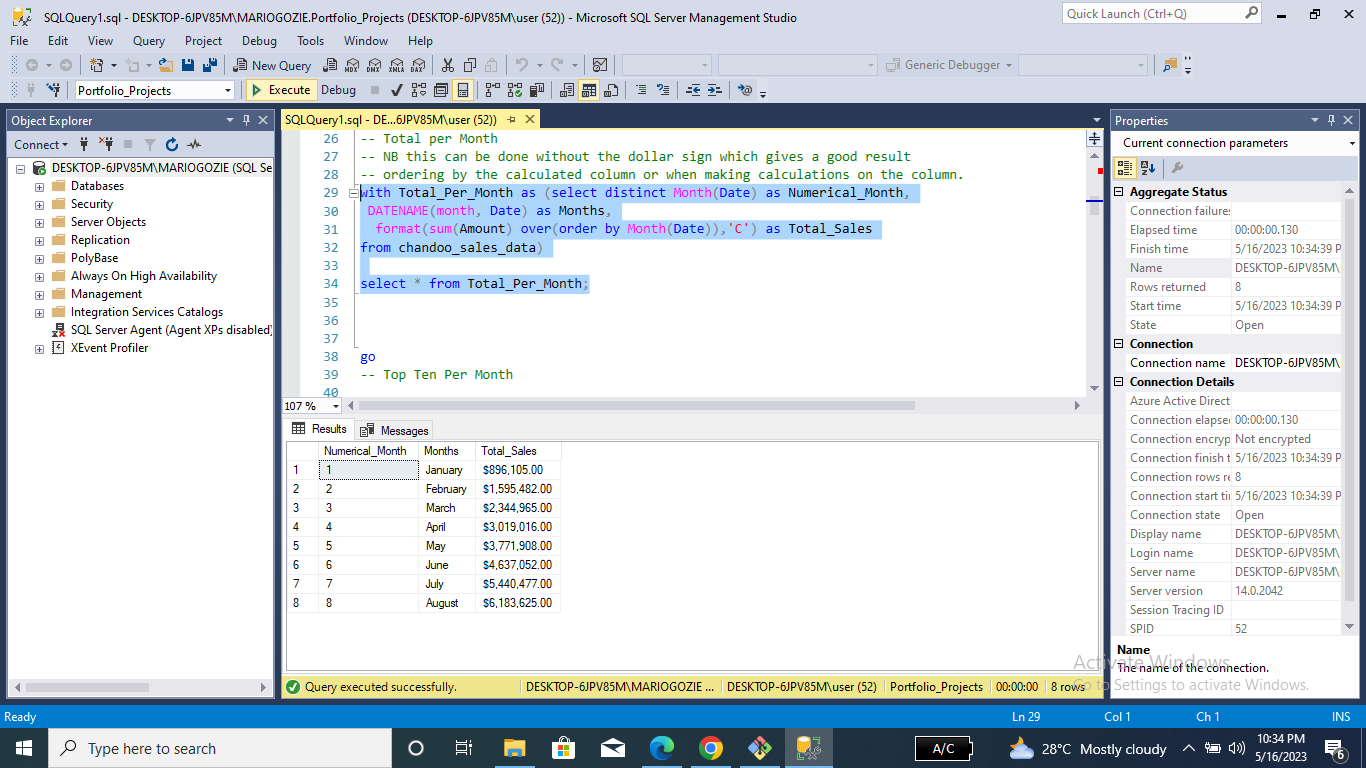 SQLQuery1.sql - DESKTOP-6JPV85M\MARIOGOZIE.Portfolio_Projects (DESKTOP-6JPV85M\user (52)) - Microsoft SQL Server Management Studio
Quick Launch (Ctrl+Q)
File Edit View Query Project Debug Tools Window Help
New Query
MDX DMX XMLA DAX
Generic Debugger
Portfolio_Projects
Execute Debug
Object Explorer
Connect
DESKTOP-6JPV85M\MARIOGOZIE (SQL Se
Databases
Security
Server Objects
Replication
PolyBase
Always On High Availability
Management
Integration Services Catalogs
SQL Server Agent (Agent XPs disabled)
XEvent Profiler
SQLQuery1.sql - DE...6JPV85M\user (52))
26 -- Total per Month
27 -- NB this can be done without the dollar sign which gives a good result
28 -- ordering by the calculated column or when making calculations on the column.
29 with Total_Per_Month as (select distinct Month(Date) as Numerical_Month,
30 DATENAME(month, Date) as Months,
31 format(sum(Amount) over(order by Month(Date)),'C') as Total_Sales
32 from chandoo_sales_data)
33
34 select * from Total_Per_Month;
35
36
37
38 go
39 -- Top Ten Per Month
40
107 %
Results Messages
Numerical_Month Months Total_Sales
1 1 January $896,105.00
2 2 February $1,595,482.00
3 3 March $2,344,965.00
4 4 April $3,019,016.00
5 5 May $3,771,908.00
6 6 June $4,637,052.00
7 7 July $5,440,477.00
8 8 August $6,183,625.00
Query executed successfully. DESKTOP-6JPV85M\MARIOGOZIE ... DESKTOP-6JPV85M\user (52) Portfolio_Projects 00:00:00 8 rows
Properties
Current connection parameters
Aggregate Status
Connection failures
Elapsed time 00:00:00.130
Finish time 5/16/2023 10:34:39 P
Name DESKTOP-6JPV85M\
Rows returned 8
Start time 5/16/2023 10:34:39 P
State Open
Connection
Connection name DESKTOP-6JPV85M\
Connection Details
Azure Active Direct
Connection elapse 00:00:00.130
Connection encryp Not encrypted
Connection finish t 5/16/2023 10:34:39 P
Connection rows re 8
Connection start ti 5/16/2023 10:34:39 P
Connection state Open
Display name DESKTOP-6JPV85M\
Login name DESKTOP-6JPV85M\
Server name DESKTOP-6JPV85M\
Server version 14.0.2042
Session Tracing ID
SPID 52
Name
The name of the connection.
Activate Windows
Go to Settings to activate Windows.
Ready Ln 29 Col 1 Ch 1 INS
Type here to search
A/C
28°C Mostly cloudy
10:34 PM
5/16/2023
6